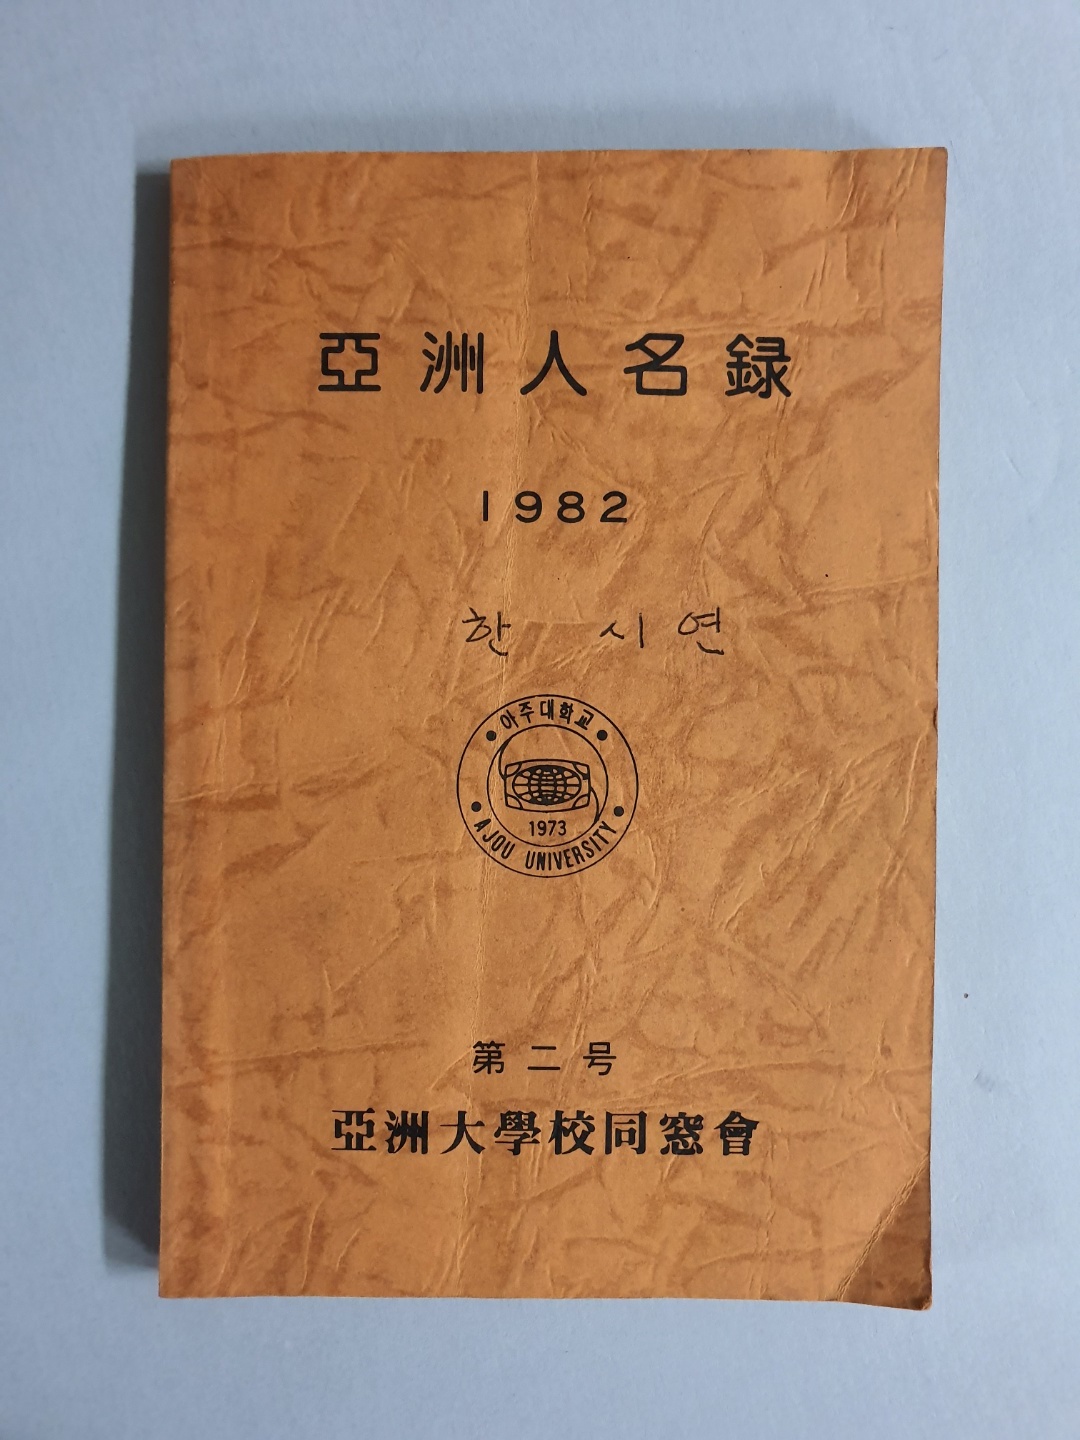 亞洲人名録
1982
한 시연
아주대학교
1973
AJOU UNIVERSITY
第二号
亞洲大學校同窓會